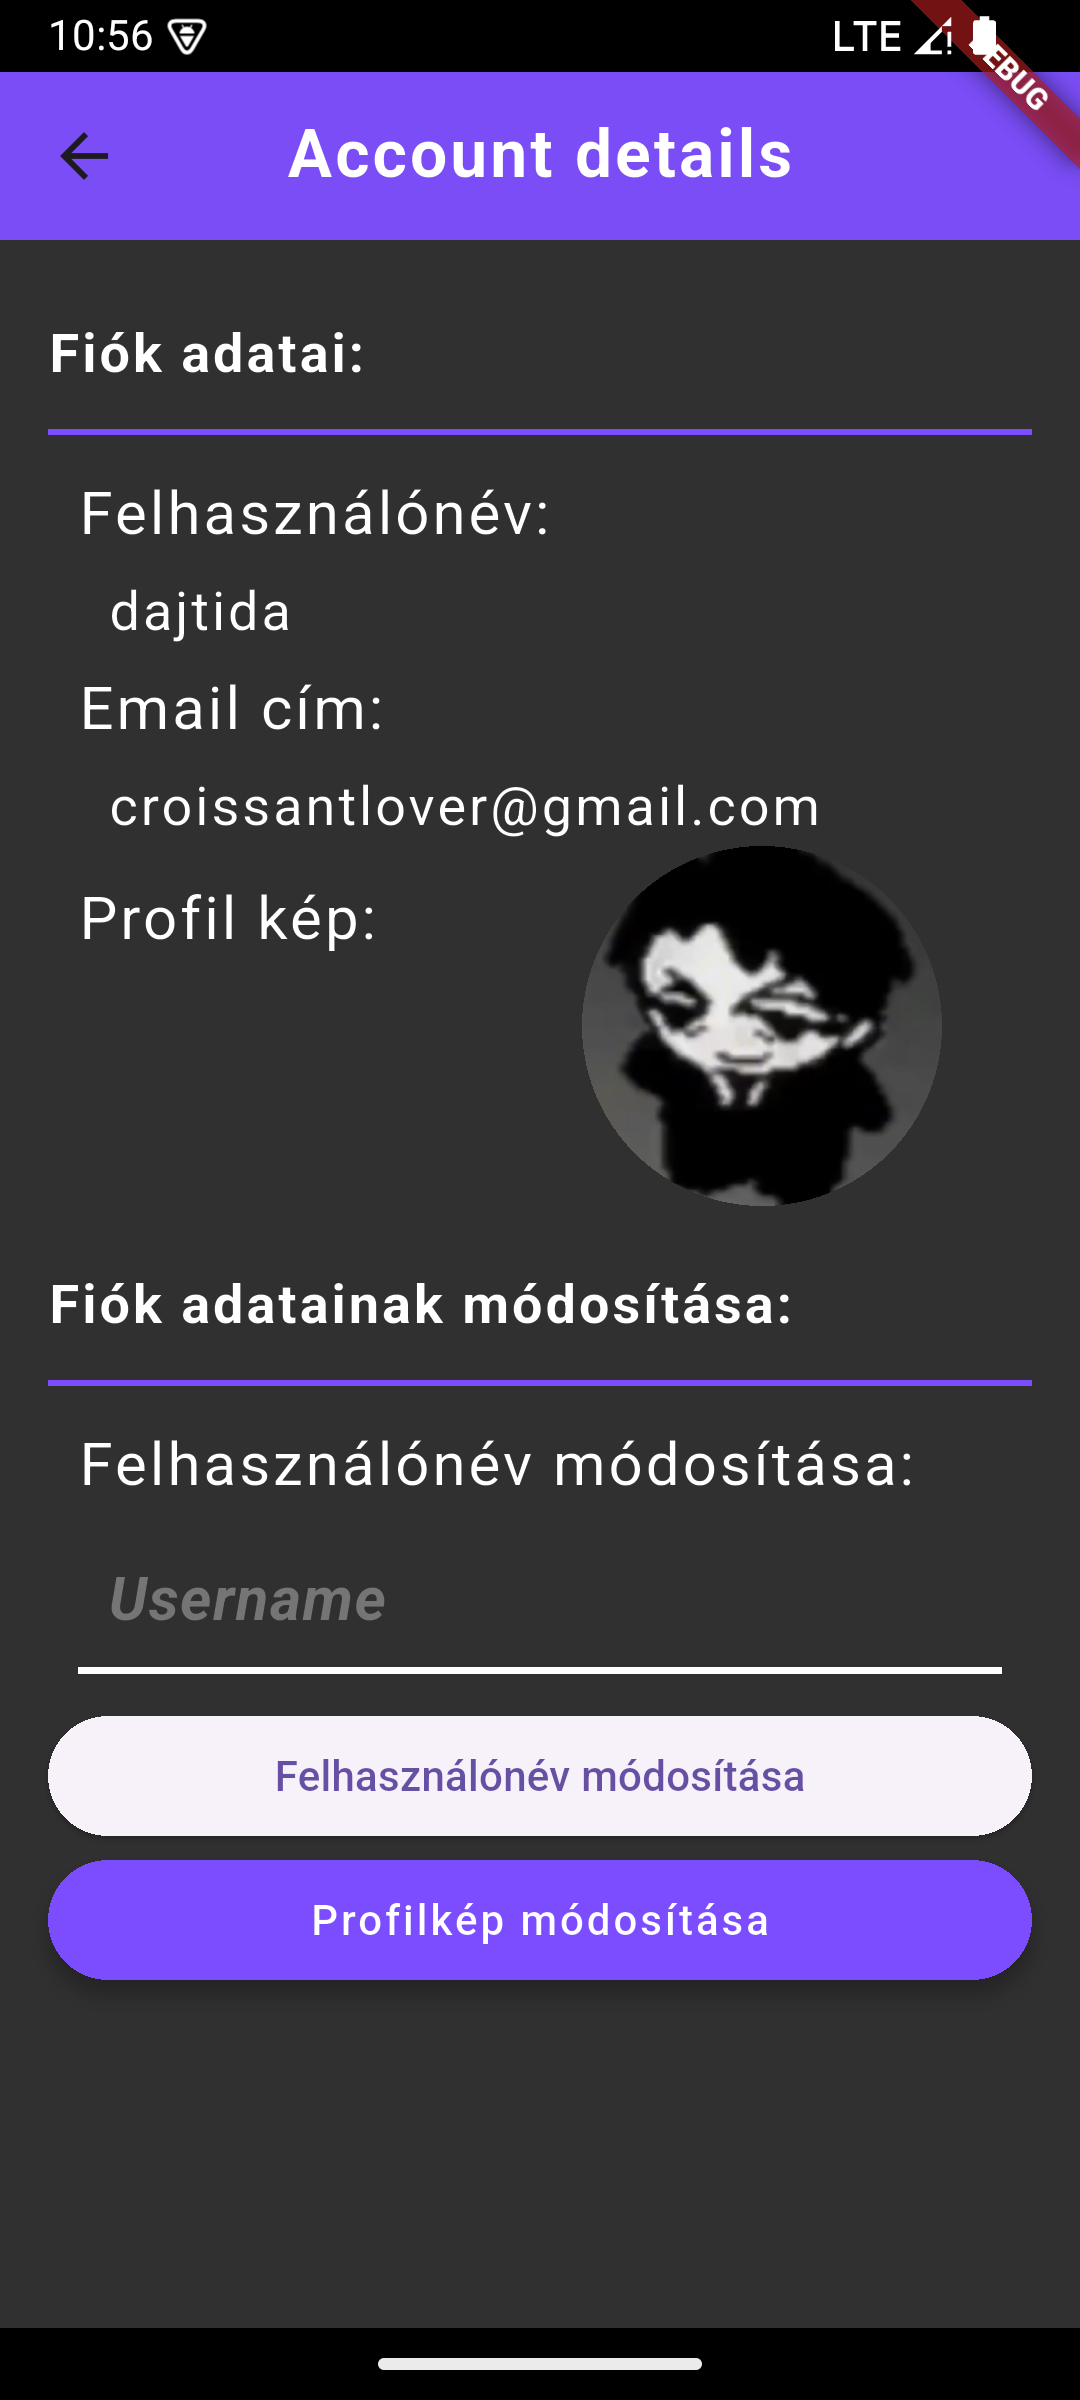 10:56
LTE
DEBUG
Account details
Fiók adatai:
Felhasználónév:
dajtida
Email cím:
croissantlover@gmail.com
Profil kép:
Fiók adatainak módosítása:
Felhasználónév módosítása:
Username
Felhasználónév módosítása
Profilkép módosítása